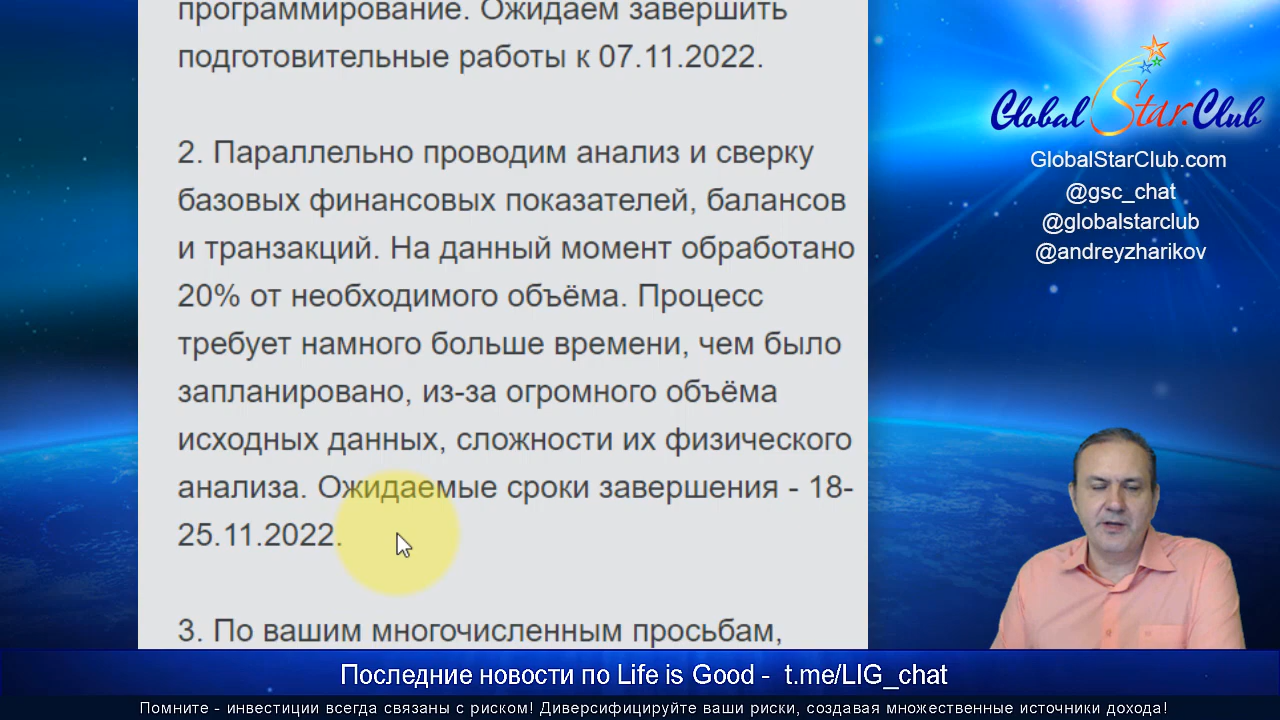 программирование. Ожидаем завершить
подготовительные работы к 07.11.2022.
2. Параллельно проводим анализ и сверку
базовых финансовых показателей, балансов
и транзакций. На данный момент обработано
20% от необходимого объёма. Процесс
требует намного больше времени, чем было
запланировано, из-за огромного объёма
исходных данных, сложности их физического
анализа. Ожидаемые сроки завершения - 18-
25.11.2022.
3. По вашим многочисленным просьбам,
Global Star.Club
GlobalStarClub.com
@gsc_chat
@globalstarclub
@andreyzharikov
Последние новости по Life is Good - t.me/LIG_chat
Помните - инвестиции всегда связаны с риском! Диверсифицируйте ваши риски, создавая множественные источники дохода!